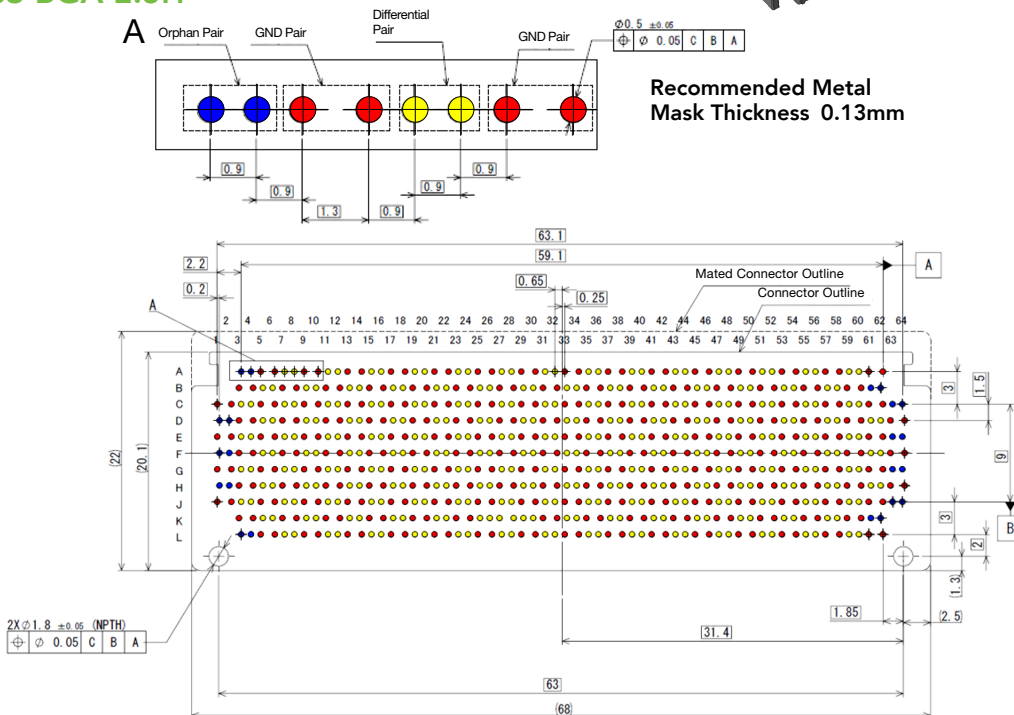 A
Orphan Pair
GND Pair
Differential
Pair
GND Pair
Ø0.5 ±0.05
⌖ Ø 0.05 C B A
Recommended Metal
Mask Thickness 0.13mm
0.9
0.9
0.9
0.9
1.3
0.9
63.1
59.1
A
2.2
0.2
0.65
0.25
Mated Connector Outline
Connector Outline
A
2 4 6 8 10 12 14 16 18 20 22 24 26 28 30 32 34 36 38 40 42 44 46 48 50 52 54 56 58 60 62 64
1 3 5 7 9 11 13 15 17 19 21 23 25 27 29 31 33 35 37 39 41 43 45 47 49 51 53 55 57 59 61 63
A
B
C
D
E
F
G
H
J
K
L
3
1.5
9
(22)
(20.1)
3
B
2
(1.3)
2X Ø1.8 ±0.05 (NPTH)
⌖ Ø 0.05 C B A
1.85
(2.5)
31.4
63
(68)